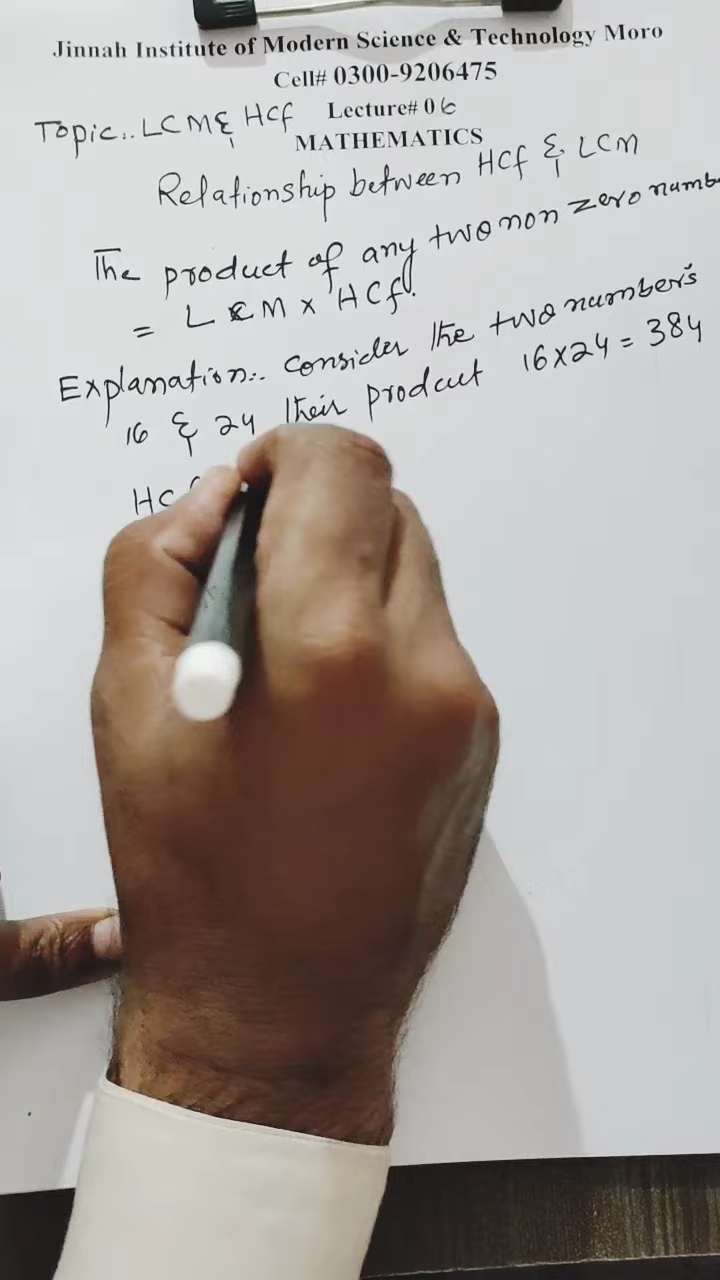 Jinnah Institute of Modern Science & Technology Moro
Cell# 0300-9206475
Topic:. LCM & HCf Lecture# 06
MATHEMATICS
Relationship between HCf & LCM
The product of any two non zero numb
= LCM x HCf.
Explanation:. consider the two number's
16 & 24 their product 16x24 = 384
HCf